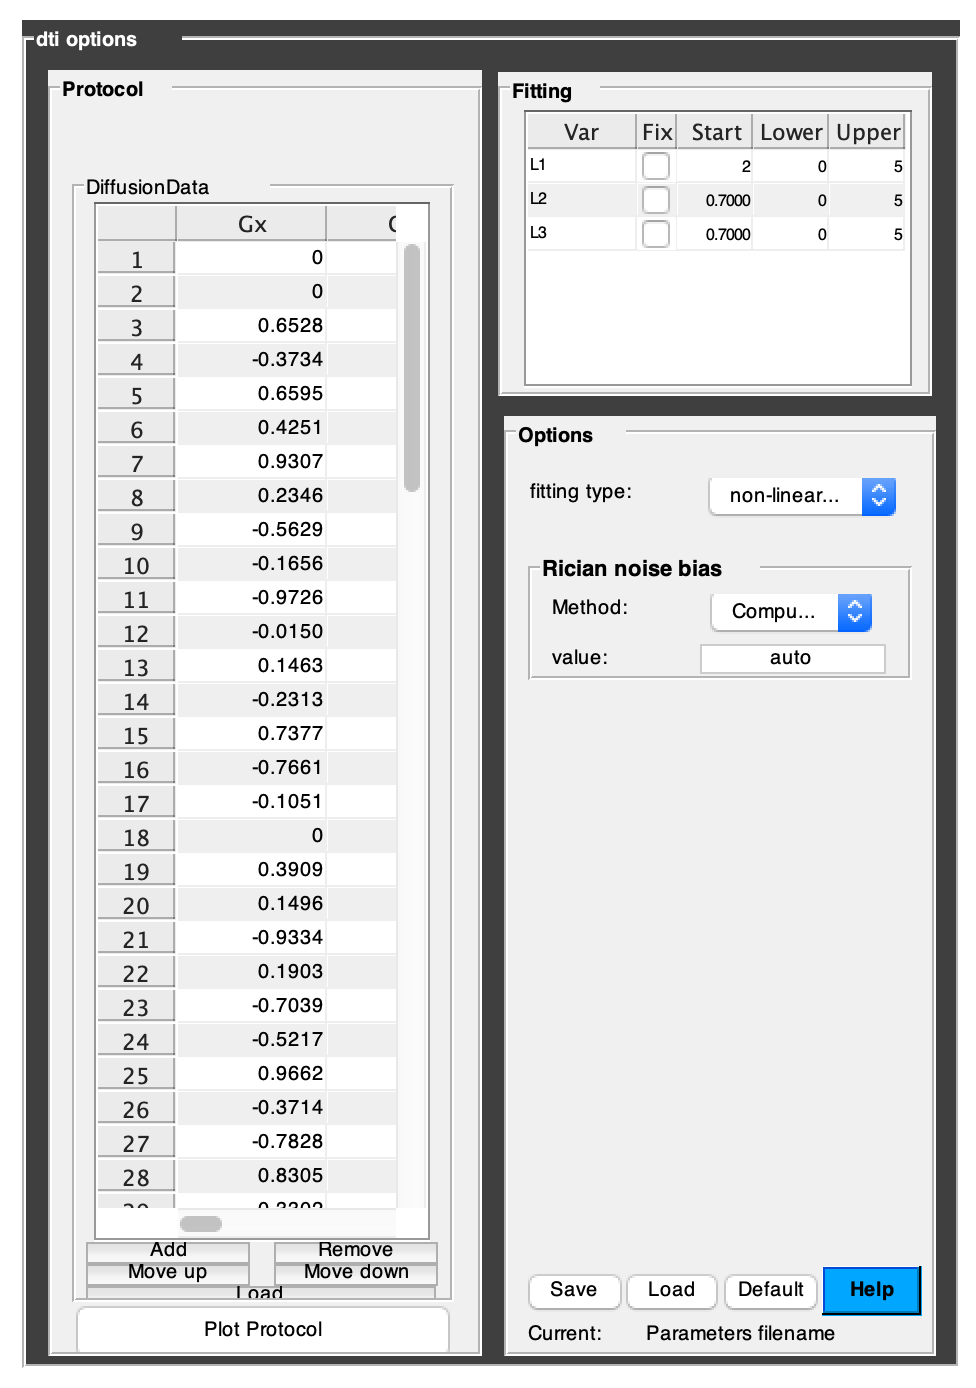 dti options
Protocol
DiffusionData
Gx
1 0
2 0
3 0.6528
4 -0.3734
5 0.6595
6 0.4251
7 0.9307
8 0.2346
9 -0.5629
10 -0.1656
11 -0.9726
12 -0.0150
13 0.1463
14 -0.2313
15 0.7377
16 -0.7661
17 -0.1051
18 0
19 0.3909
20 0.1496
21 -0.9334
22 0.1903
23 -0.7039
24 -0.5217
25 0.9662
26 -0.3714
27 -0.7828
28 0.8305
Add Remove
Move up Move down
Load
Plot Protocol
Fitting
Var Fix Start Lower Upper
L1 2 0 5
L2 0.7000 0 5
L3 0.7000 0 5
Options
fitting type: non-linear...
Rician noise bias
Method: Compu...
value: auto
Save Load Default Help
Current: Parameters filename